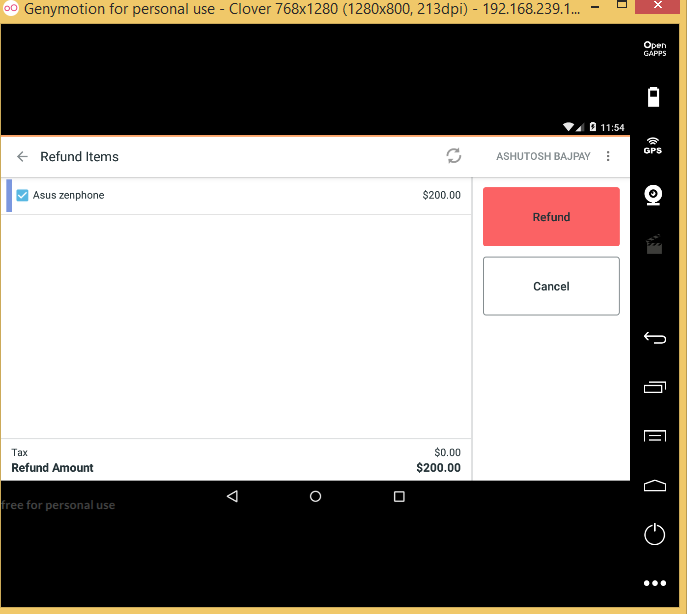 Genymotion for personal use - Clover 768x1280 (1280x800, 213dpi) - 192.168.239.1...
Open
GAPPS
11:54
GPS
Refund Items
ASHUTOSH BAJPAY
Asus zenphone
$200.00
Refund
Cancel
Tax
$0.00
Refund Amount
$200.00
free for personal use